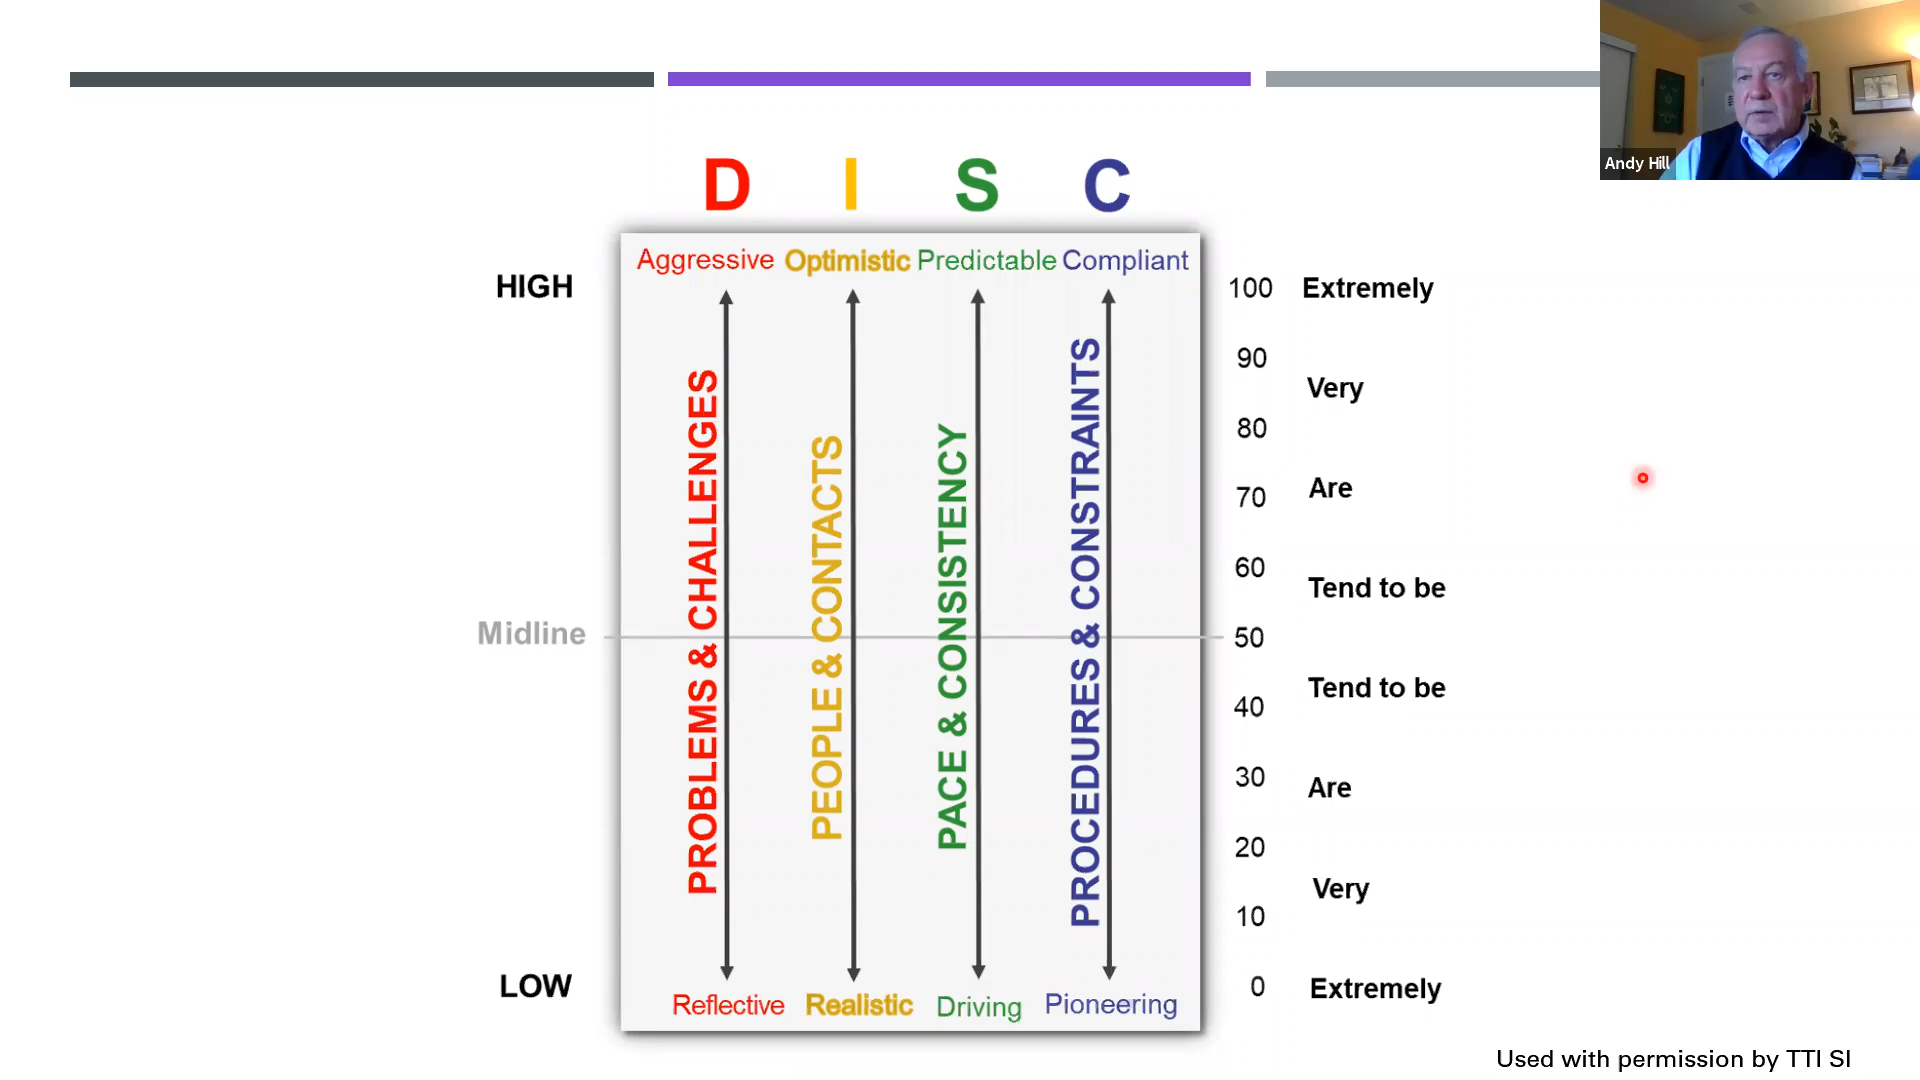 Andy Hill
D I S C
Aggressive Optimistic Predictable Compliant
HIGH
100 Extremely
90
Very
80
Are
70
60
Tend to be
Midline
50
Tend to be
40
30
Are
20
Very
10
LOW
0 Extremely
PROBLEMS & CHALLENGES
PEOPLE & CONTACTS
PACE & CONSISTENCY
PROCEDURES & CONSTRAINTS
Reflective Realistic Driving Pioneering
Used with permission by TTI SI